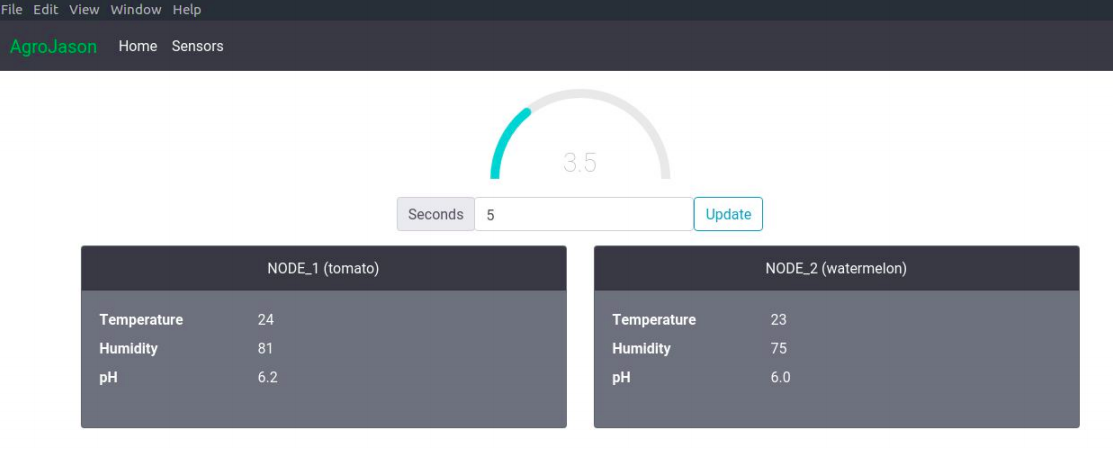 File Edit View Window Help
AgroJason Home Sensors
3.5
Seconds 5 Update
NODE_1 (tomato)
Temperature 24
Humidity 81
pH 6.2
NODE_2 (watermelon)
Temperature 23
Humidity 75
pH 6.0